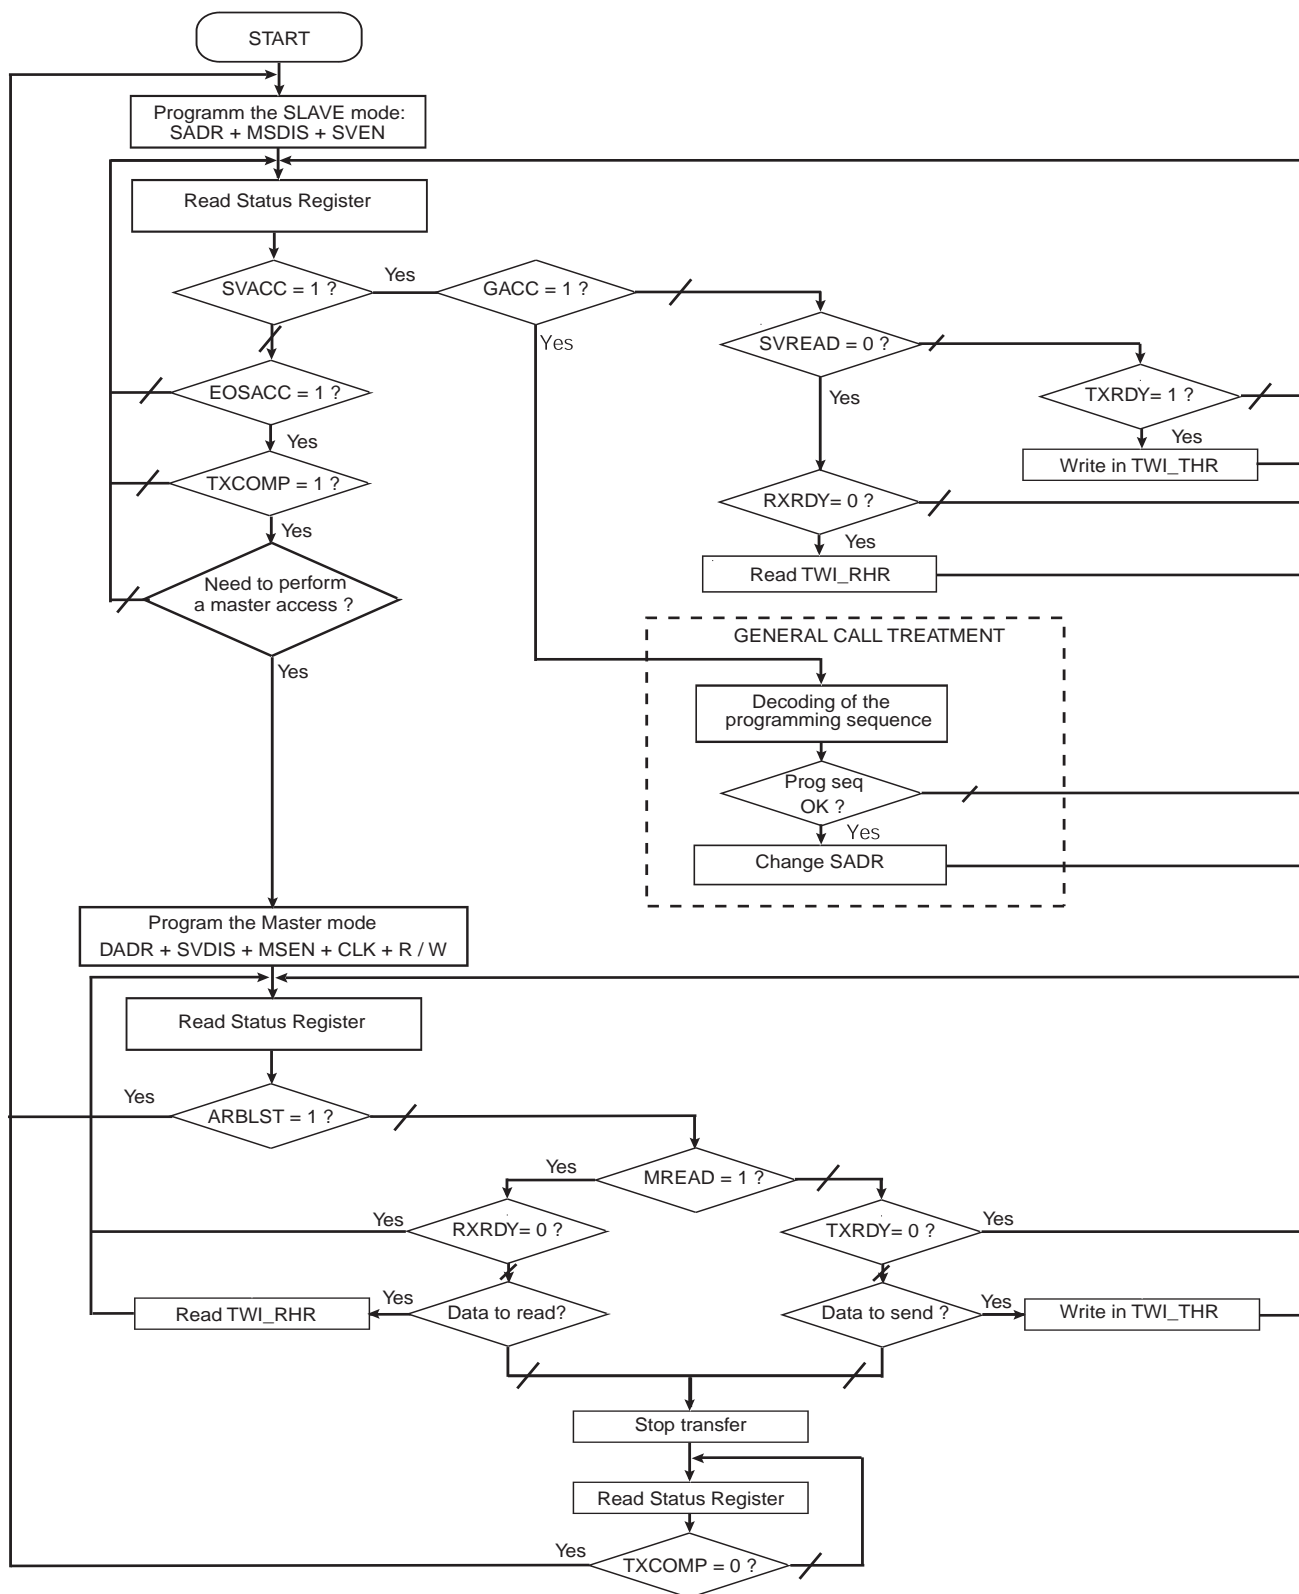 START
Programm the SLAVE mode:
SADR + MSDIS + SVEN
Read Status Register
SVACC = 1 ?
Yes
GACC = 1 ?
Yes
SVREAD = 0 ?
Yes
EOSACC = 1 ?
Yes
TXRDY= 1 ?
Yes
Write in TWI_THR
TXCOMP = 1 ?
Yes
RXRDY= 0 ?
Yes
Read TWI_RHR
Need to perform
a master access ?
Yes
GENERAL CALL TREATMENT
Decoding of the
programming sequence
Prog seq
OK ?
Yes
Change SADR
Program the Master mode
DADR + SVDIS + MSEN + CLK + R / W
Read Status Register
Yes
ARBLST = 1 ?
Yes
MREAD = 1 ?
Yes
RXRDY= 0 ?
TXRDY= 0 ?
Yes
Read TWI_RHR
Yes
Data to read?
Data to send ?
Yes
Write in TWI_THR
Stop transfer
Read Status Register
Yes
TXCOMP = 0 ?